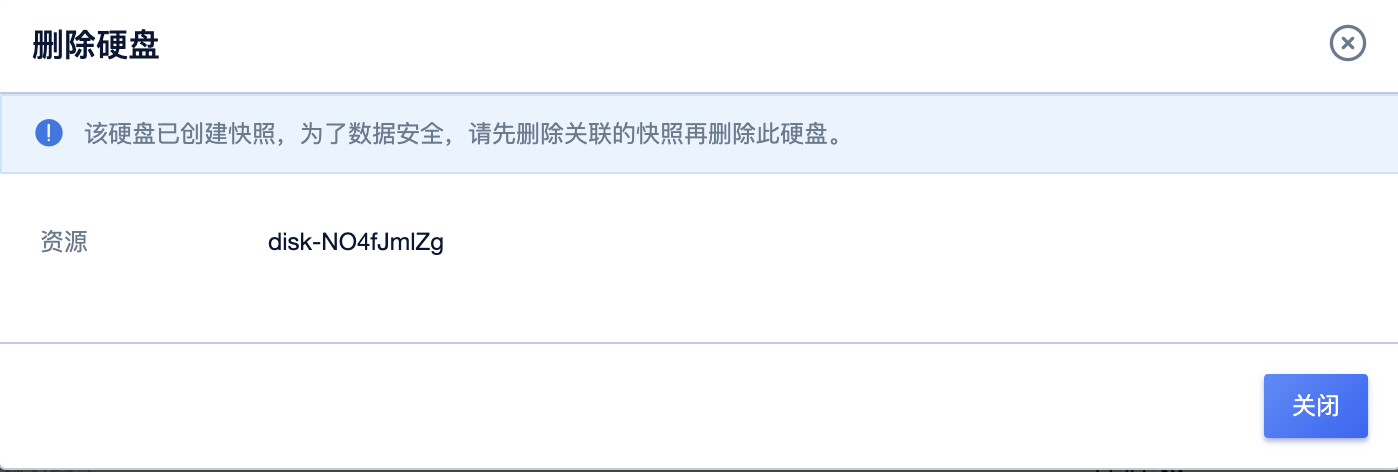 删除硬盘
该硬盘已创建快照，为了数据安全，请先删除关联的快照再删除此硬盘。
资源 disk-NO4fJmlZg
关闭